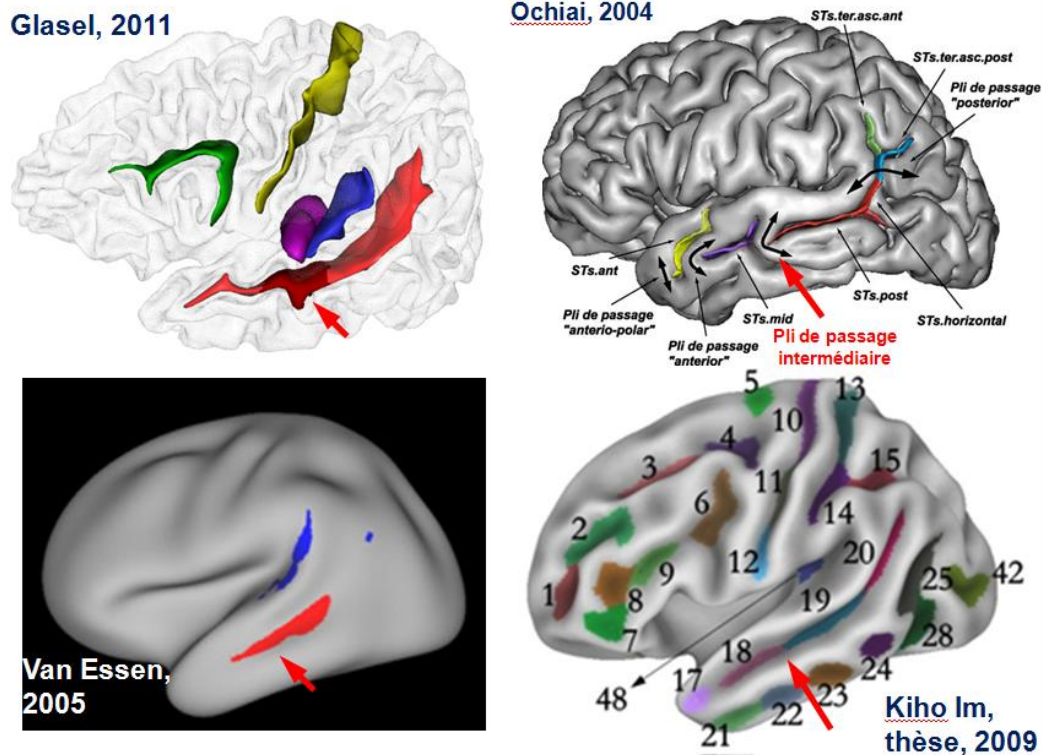 Glasel, 2011
Ochiai, 2004
STs.ter.asc.ant
STs.ter.asc.post
Pli de passage
"posterior"
STs.ant
Pli de passage
"anterio-polar"
Pli de passage
"anterior"
STs.mid
STs.post
STs.horizontal
Pli de passage
intermédiaire
Van Essen,
2005
5
10
13
4
3
15
11
6
14
2
20
12
9
25
42
1
8
19
7
28
18
24
48
17
23
22
21
Kiho Im,
thèse, 2009